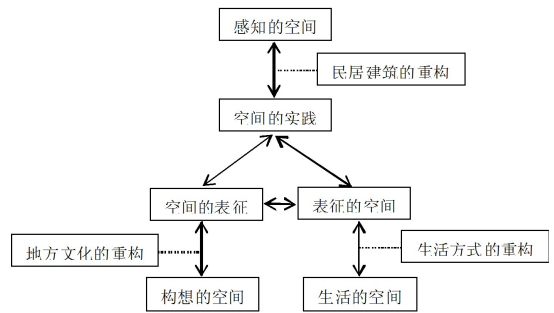 感知的空间
民居建筑的重构
空间的实践
空间的表征
表征的空间
地方文化的重构
生活方式的重构
构想的空间
生活的空间